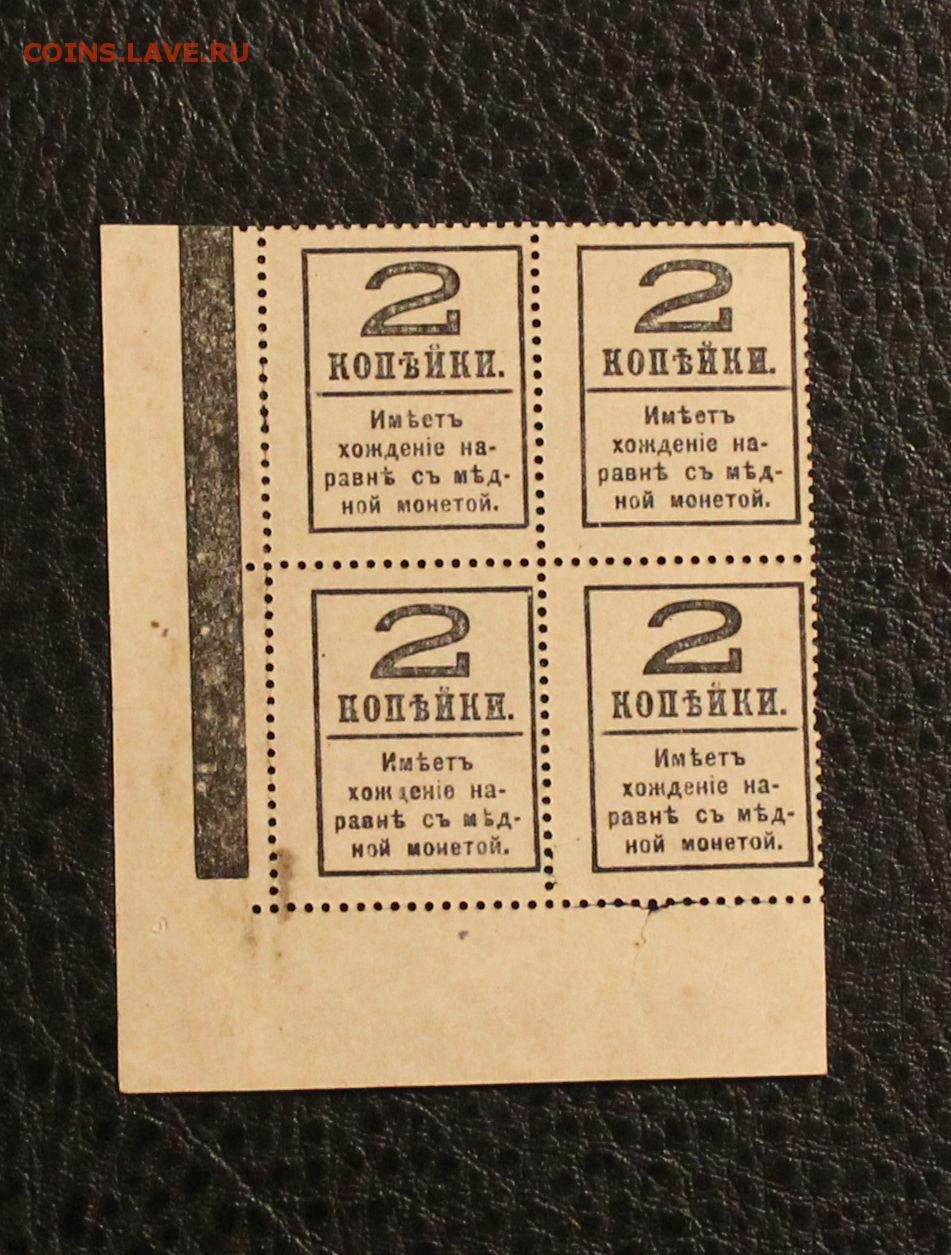 COINS.LAVE.RU
2
КОПѢЙКИ.
Имѣетъ
хожденіе на-
равнѣ съ мѣд-
ной монетой.
2
КОПѢЙКИ.
Имѣетъ
хожденіе на-
равнѣ съ мѣд-
ной монетой.
2
КОПѢЙКИ.
Имѣетъ
хожденіе на-
равнѣ съ мѣд-
ной монетой.
2
КОПѢЙКИ.
Имѣетъ
хожденіе на-
равнѣ съ мѣд-
ной монетой.